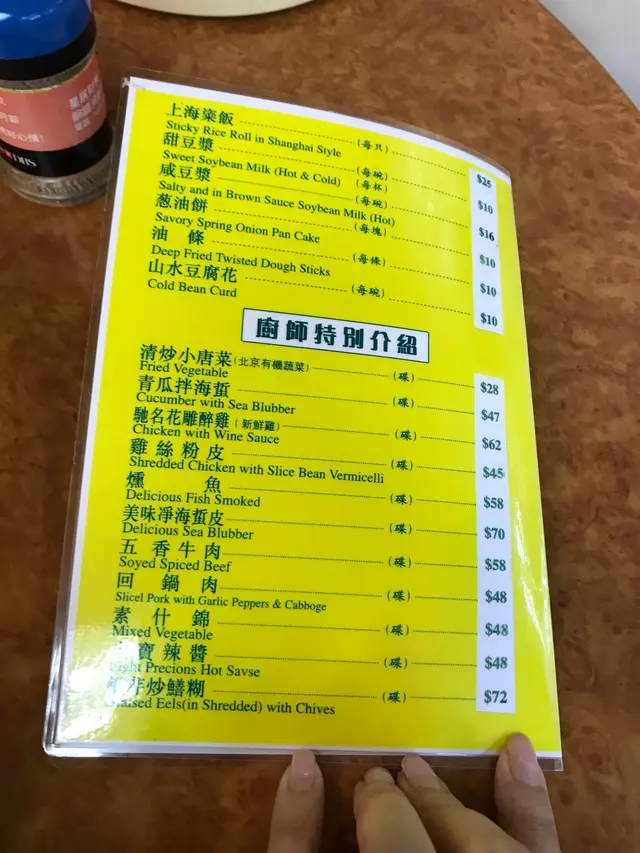 上海粢飯 (每只) $25
Sticky Rice Roll in Shanghai Style
甜豆漿 (每碗) $10
Sweet Soybean Milk (Hot & Cold) (每杯)
咸豆漿 (每碗) $16
Salty and in Brown Sauce Soybean Milk (Hot)
葱油餅 (每塊) $10
Savory Spring Onion Pan Cake
油條 (每條) $10
Deep Fried Twisted Dough Sticks
山水豆腐花 (每碗) $10
Cold Bean Curd
廚師特別介紹
清炒小唐菜 (北京有機蔬菜) (碟) $28
Fried Vegetable
青瓜拌海蜇 (碟) $47
Cucumber with Sea Blubber
馳名花雕醉雞 (新鮮雞) (碟) $62
Chicken with Wine Sauce
雞絲粉皮 (碟) $45
Shredded Chicken with Slice Bean Vermicelli
燻魚 (碟) $58
Delicious Fish Smoked
美味凈海蜇皮 (碟) $70
Delicious Sea Blubber
五香牛肉 (碟) $58
Soyed Spiced Beef
回鍋肉 (碟) $48
Slicel Pork with Garlic Peppers & Cabboge
素什錦 (碟) $48
Mixed Vegetable
寶辣醬 (碟) $48
Precions Hot Savse
炒鱔糊 (碟) $72
Eels(in Shredded) with Chives